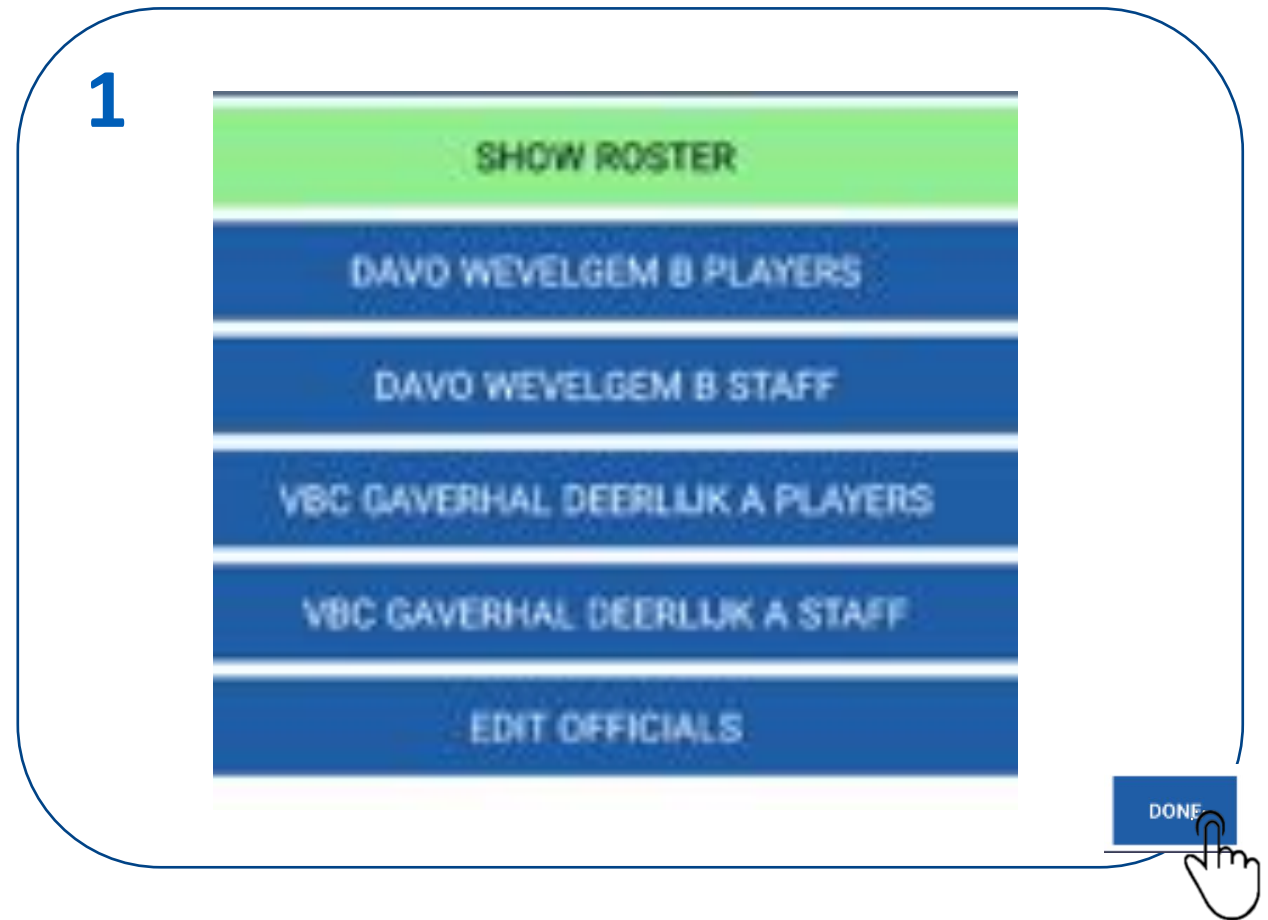 1
SHOW ROSTER
DAVO WEVELGEM B PLAYERS
DAVO WEVELGEM B STAFF
VBC GAVERHAL DEERLIJK A PLAYERS
VBC GAVERHAL DEERLIJK A STAFF
EDIT OFFICIALS
DONE